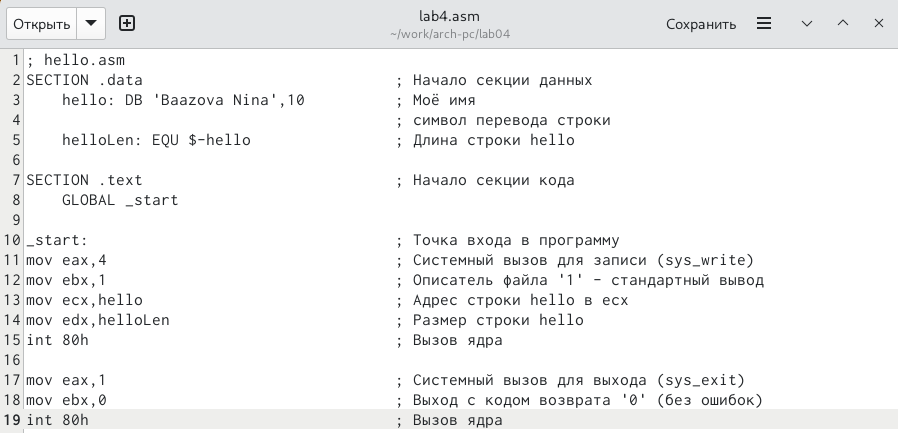 Открыть
lab4.asm
~/work/arch-pc/lab04
Сохранить
1 ; hello.asm
2 SECTION .data ; Начало секции данных
3 hello: DB 'Baazova Nina',10 ; Моё имя
4 ; символ перевода строки
5 helloLen: EQU $-hello ; Длина строки hello
6
7 SECTION .text ; Начало секции кода
8 GLOBAL _start
9
10 _start: ; Точка входа в программу
11 mov eax,4 ; Системный вызов для записи (sys_write)
12 mov ebx,1 ; Описатель файла '1' - стандартный вывод
13 mov ecx,hello ; Адрес строки hello в ecx
14 mov edx,helloLen ; Размер строки hello
15 int 80h ; Вызов ядра
16
17 mov eax,1 ; Системный вызов для выхода (sys_exit)
18 mov ebx,0 ; Выход с кодом возврата '0' (без ошибок)
19 int 80h ; Вызов ядра